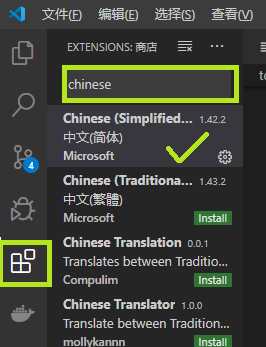 文件(F) 编辑(E) 选择(S) 查看(V)
EXTENSIONS: 商店
chinese
Chinese (Simplified... 1.42.2
中文(简体)
Microsoft
4
Chinese (Traditiona... 1.43.2
中文(繁體)
Microsoft Install
Chinese Translation 0.0.1
Translates between Traditio...
Compulim Install
Chinese Translator 1.0.0
Translate between Tradition...
mollykannn Install